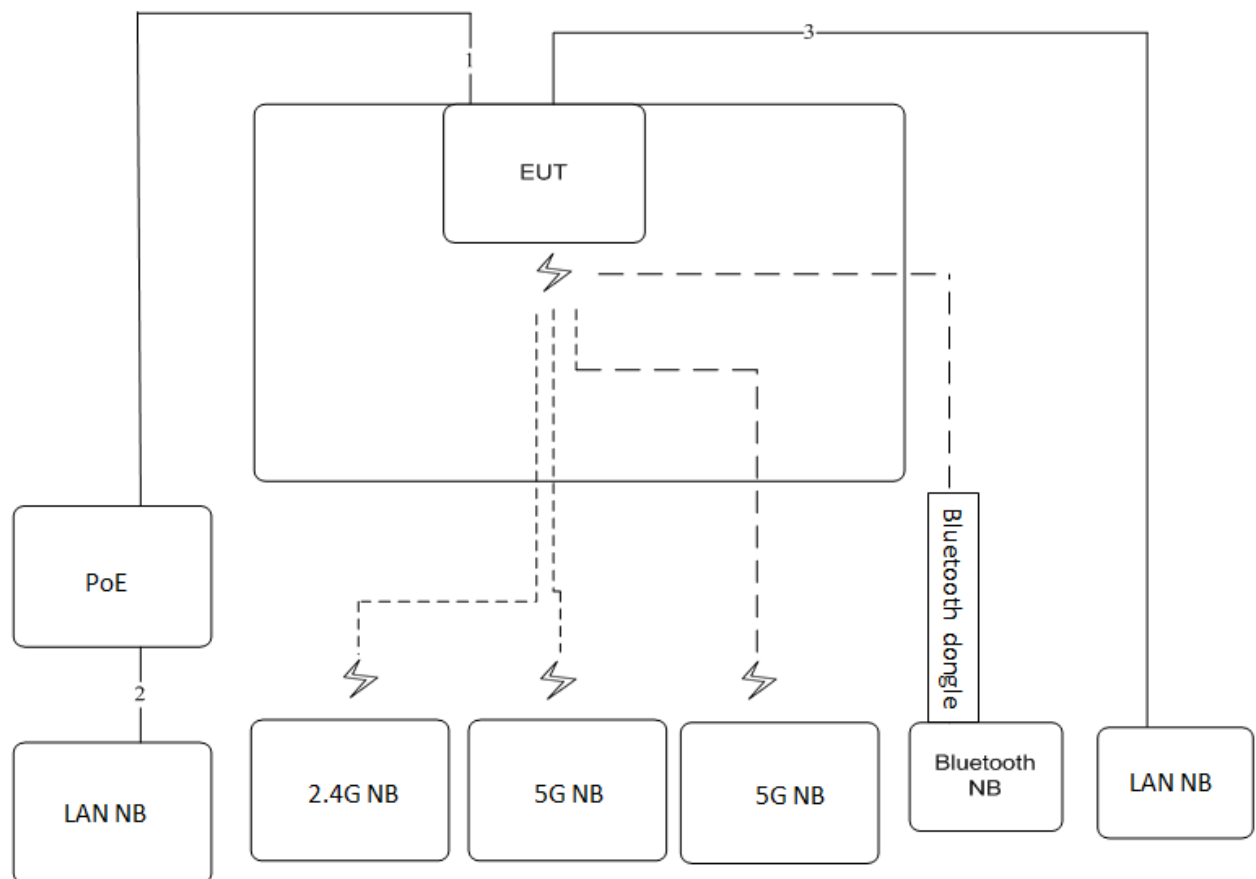 1
3
EUT
Bluetooth dongle
PoE
2
LAN NB
2.4G NB
5G NB
5G NB
Bluetooth
NB
LAN NB